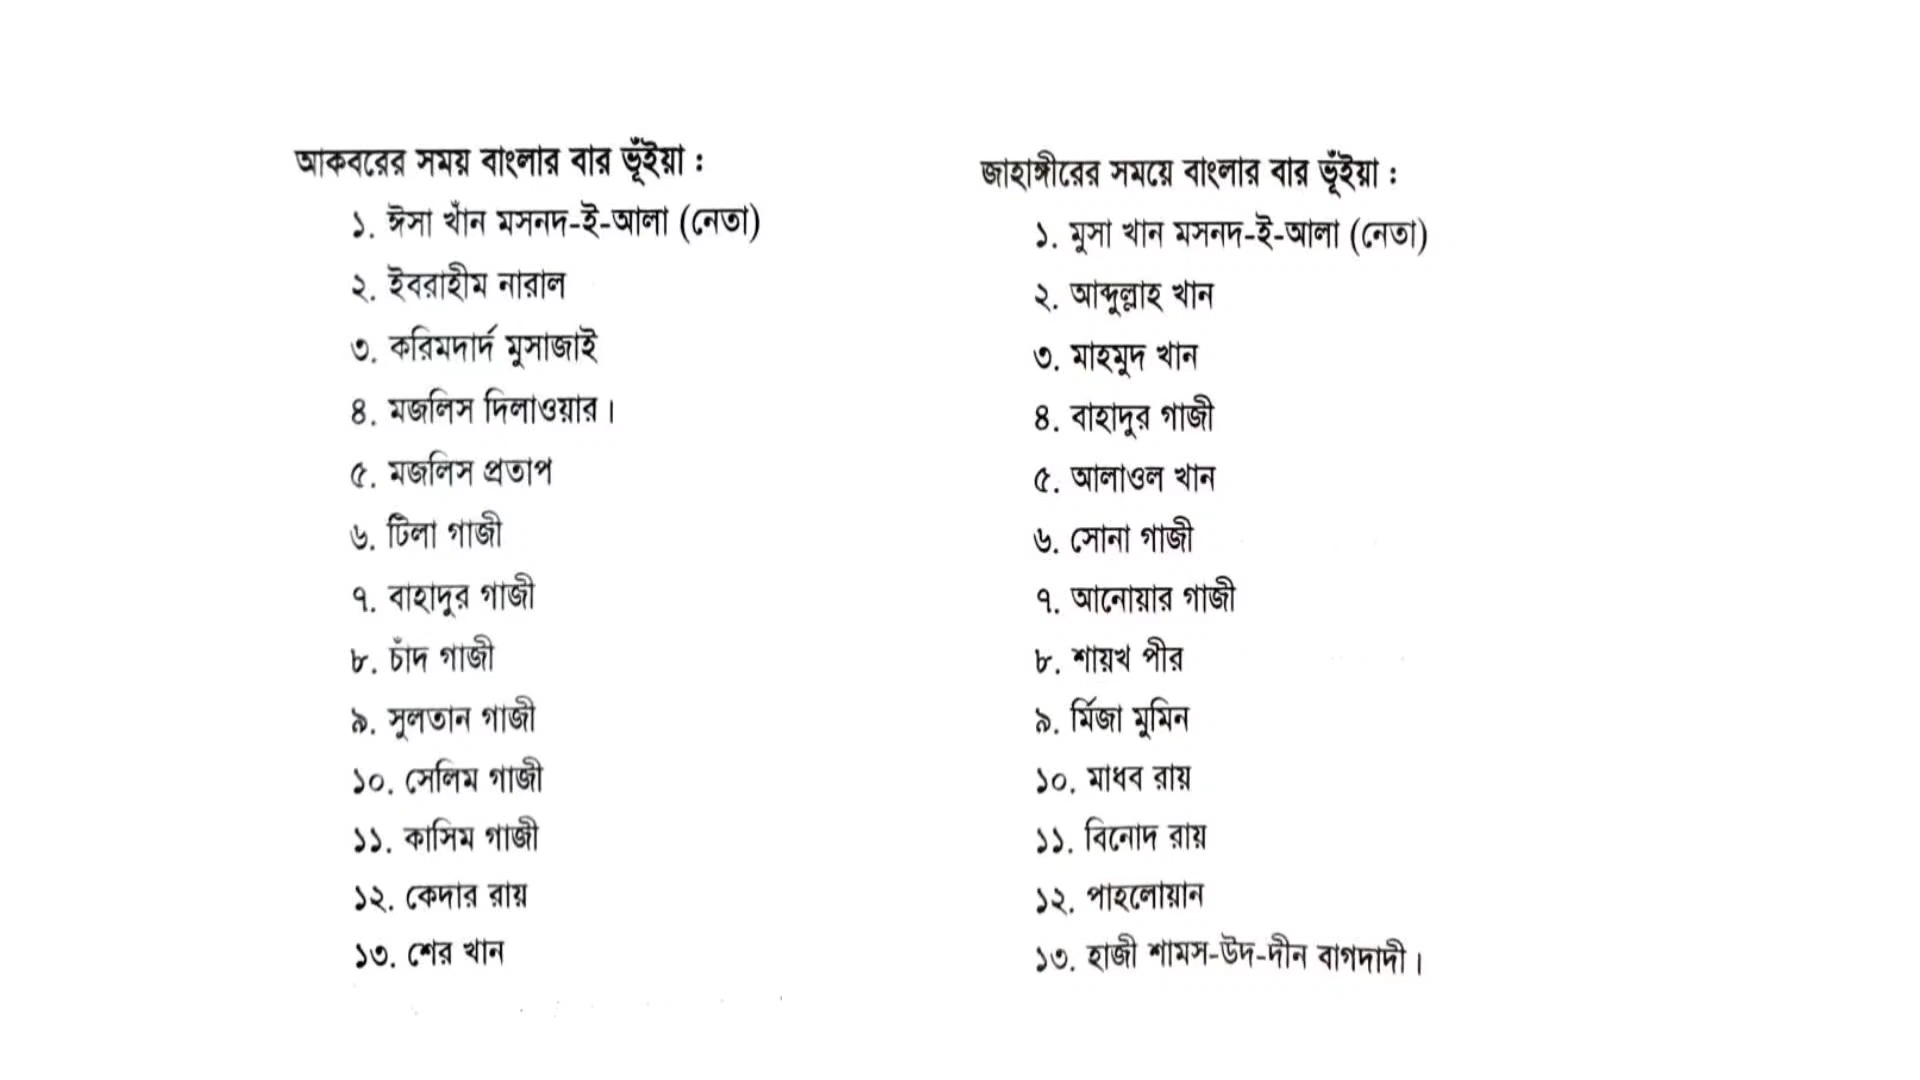 আকবরের সময় বাংলার বার ভূঁইয়া :
১. ঈসা খাঁন মসনদ-ই-আলা (নেতা)
২. ইবরাহীম নারাল
৩. করিমদার্দ মুসাজাই
৪. মজলিস দিলাওয়ার।
৫. মজলিস প্রতাপ
৬. টিলা গাজী
৭. বাহাদুর গাজী
৮. চাঁদ গাজী
৯. সুলতান গাজী
১০. সেলিম গাজী
১১. কাসিম গাজী
১২. কেদার রায়
১৩. শের খান
জাহাঙ্গীরের সময়ে বাংলার বার ভূঁইয়া :
১. মুসা খান মসনদ-ই-আলা (নেতা)
২. আব্দুল্লাহ খান
৩. মাহমুদ খান
৪. বাহাদুর গাজী
৫. আলাওল খান
৬. সোনা গাজী
৭. আনোয়ার গাজী
৮. শায়খ পীর
৯. মির্জা মুমিন
১০. মাধব রায়
১১. বিনোদ রায়
১২. পাহলোয়ান
১৩. হাজী শামস-উদ-দীন বাগদাদী।